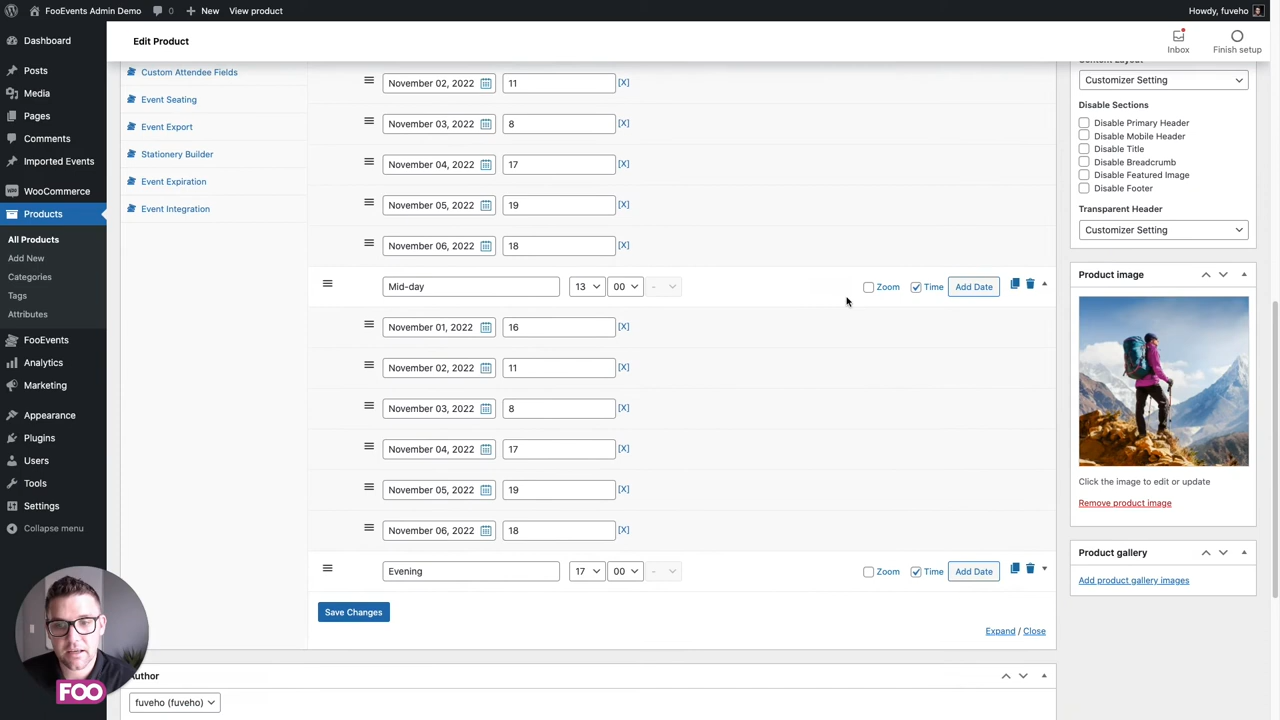 FooEvents Admin Demo
0
New
View product
Howdy, fuveho
Dashboard
Posts
Media
Pages
Comments
Imported Events
WooCommerce
Products
All Products
Add New
Categories
Tags
Attributes
FooEvents
Analytics
Marketing
Appearance
Plugins
Users
Tools
Settings
Collapse menu
Edit Product
Inbox
Finish setup
Custom Attendee Fields
Event Seating
Event Export
Stationery Builder
Event Expiration
Event Integration
November 02, 2022 11 [X]
November 03, 2022 8 [X]
November 04, 2022 17 [X]
November 05, 2022 19 [X]
November 06, 2022 18 [X]
Mid-day 13 00 - Zoom Time Add Date
November 01, 2022 16 [X]
November 02, 2022 11 [X]
November 03, 2022 8 [X]
November 04, 2022 17 [X]
November 05, 2022 19 [X]
November 06, 2022 18 [X]
Evening 17 00 - Zoom Time Add Date
Save Changes
Expand / Close
Author
fuveho (fuveho)
Content Layout
Customizer Setting
Disable Sections
Disable Primary Header
Disable Mobile Header
Disable Title
Disable Breadcrumb
Disable Featured Image
Disable Footer
Transparent Header
Customizer Setting
Product image
Click the image to edit or update
Remove product image
Product gallery
Add product gallery images
FOO